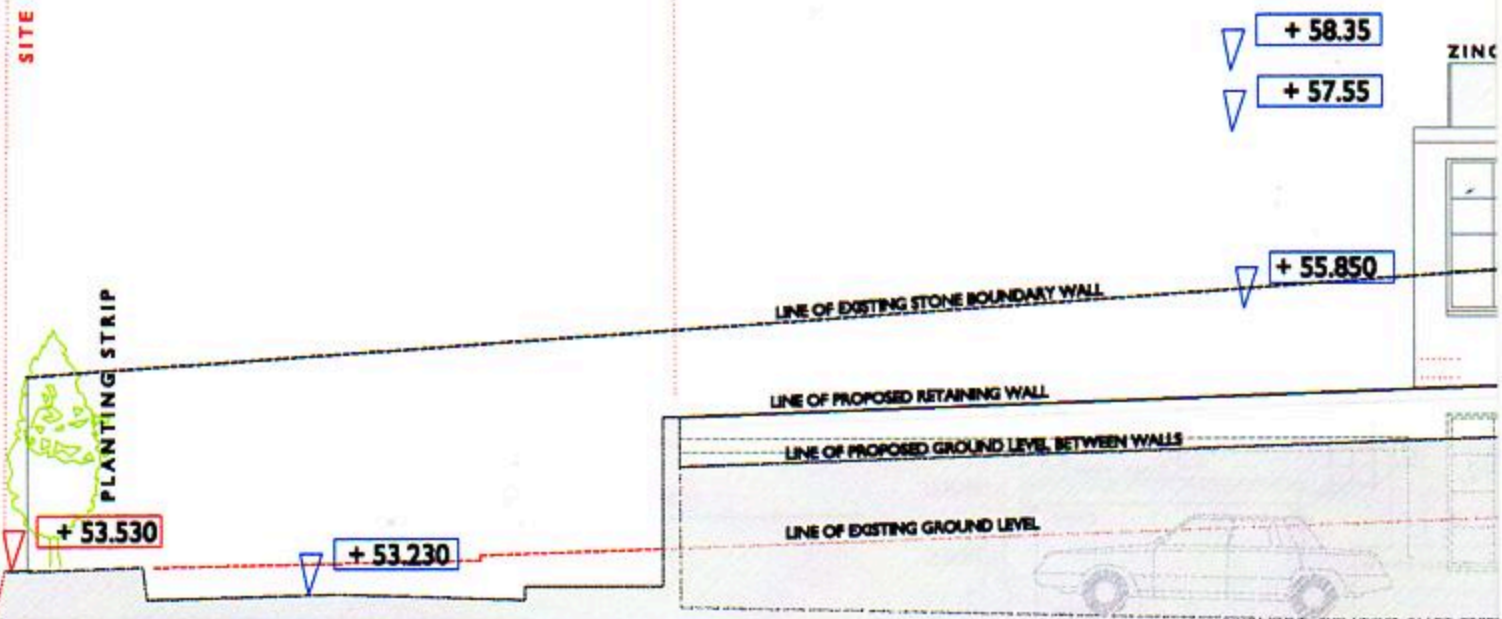 SITE
+ 58.35
ZINC
+ 57.55
+ 55.850
LINE OF EXISTING STONE BOUNDARY WALL
PLANTING STRIP
LINE OF PROPOSED RETAINING WALL
LINE OF PROPOSED GROUND LEVEL BETWEEN WALLS
+ 53.530
LINE OF EXISTING GROUND LEVEL
+ 53.230